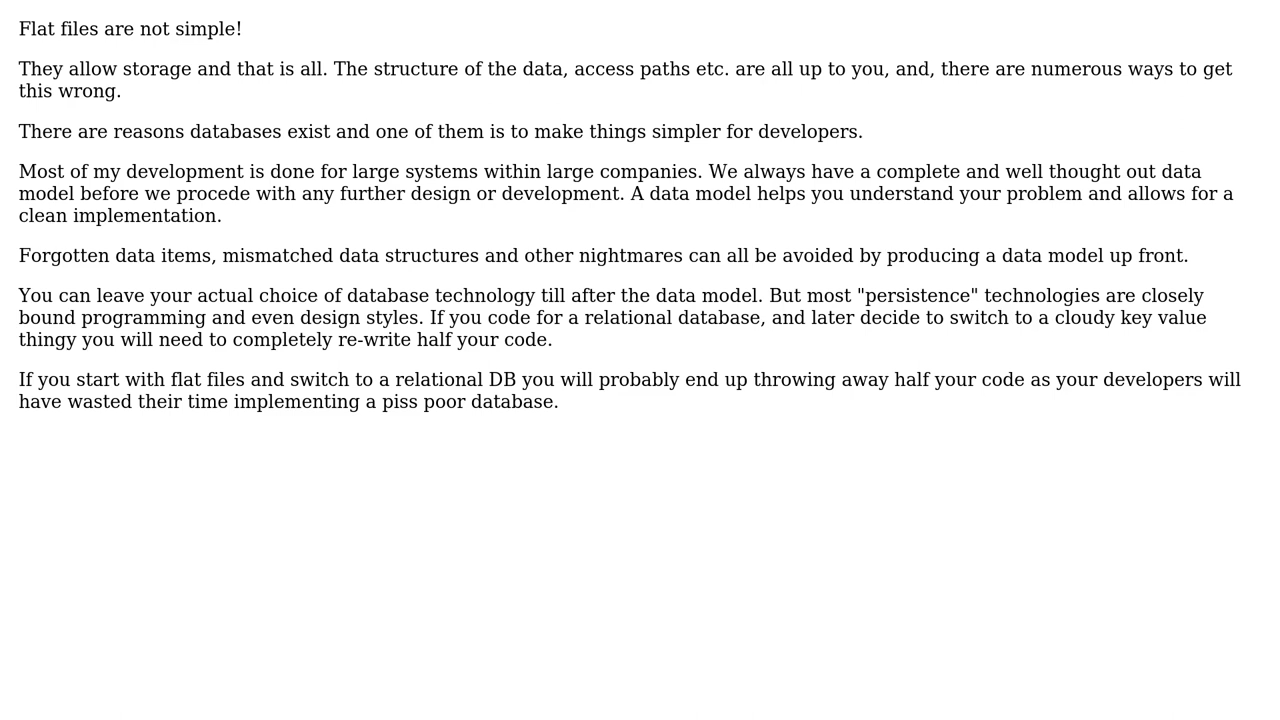 Flat files are not simple!
They allow storage and that is all. The structure of the data, access paths etc. are all up to you, and, there are numerous ways to get
this wrong.
There are reasons databases exist and one of them is to make things simpler for developers.
Most of my development is done for large systems within large companies. We always have a complete and well thought out data
model before we procede with any further design or development. A data model helps you understand your problem and allows for a
clean implementation.
Forgotten data items, mismatched data structures and other nightmares can all be avoided by producing a data model up front.
You can leave your actual choice of database technology till after the data model. But most "persistence" technologies are closely
bound programming and even design styles. If you code for a relational database, and later decide to switch to a cloudy key value
thingy you will need to completely re-write half your code.
If you start with flat files and switch to a relational DB you will probably end up throwing away half your code as your developers will
have wasted their time implementing a piss poor database.